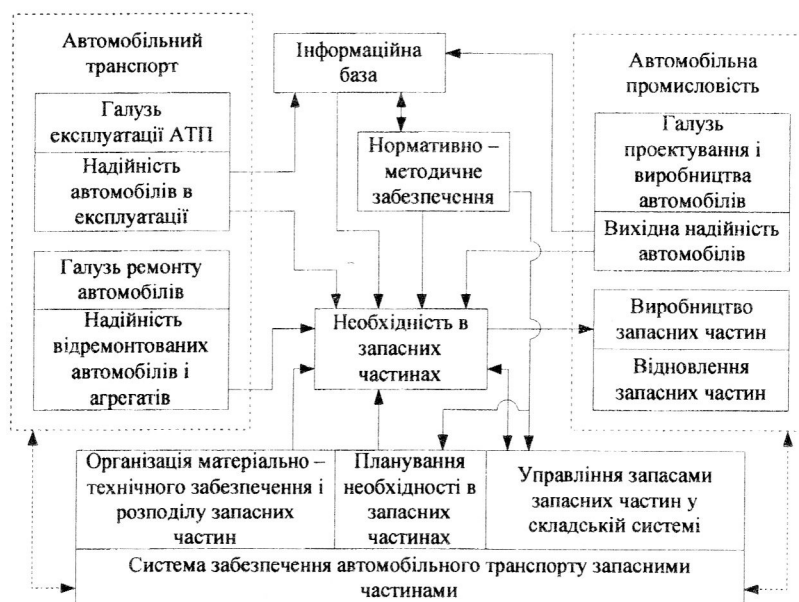 Автомобільний
транспорт
Галузь
експлуатації АТП
Надійність
автомобілів в
експлуатації
Галузь ремонту
автомобілів
Надійність
відремонтованих
автомобілів і
агрегатів
Інформаційна
база
Нормативно –
методичне
забезпечення
Необхідність в
запасних
частинах
Автомобільна
промисловість
Галузь
проектування і
виробництва
автомобілів
Вихідна надійність
автомобілів
Виробництво
запасних частин
Відновлення
запасних частин
Організація матеріально –
технічного забезпечення і
розподілу запасних
частин
Планування
необхідності в
запасних
частинах
Управління запасами
запасних частин у
складській системі
Система забезпечення автомобільного транспорту запасними
частинами